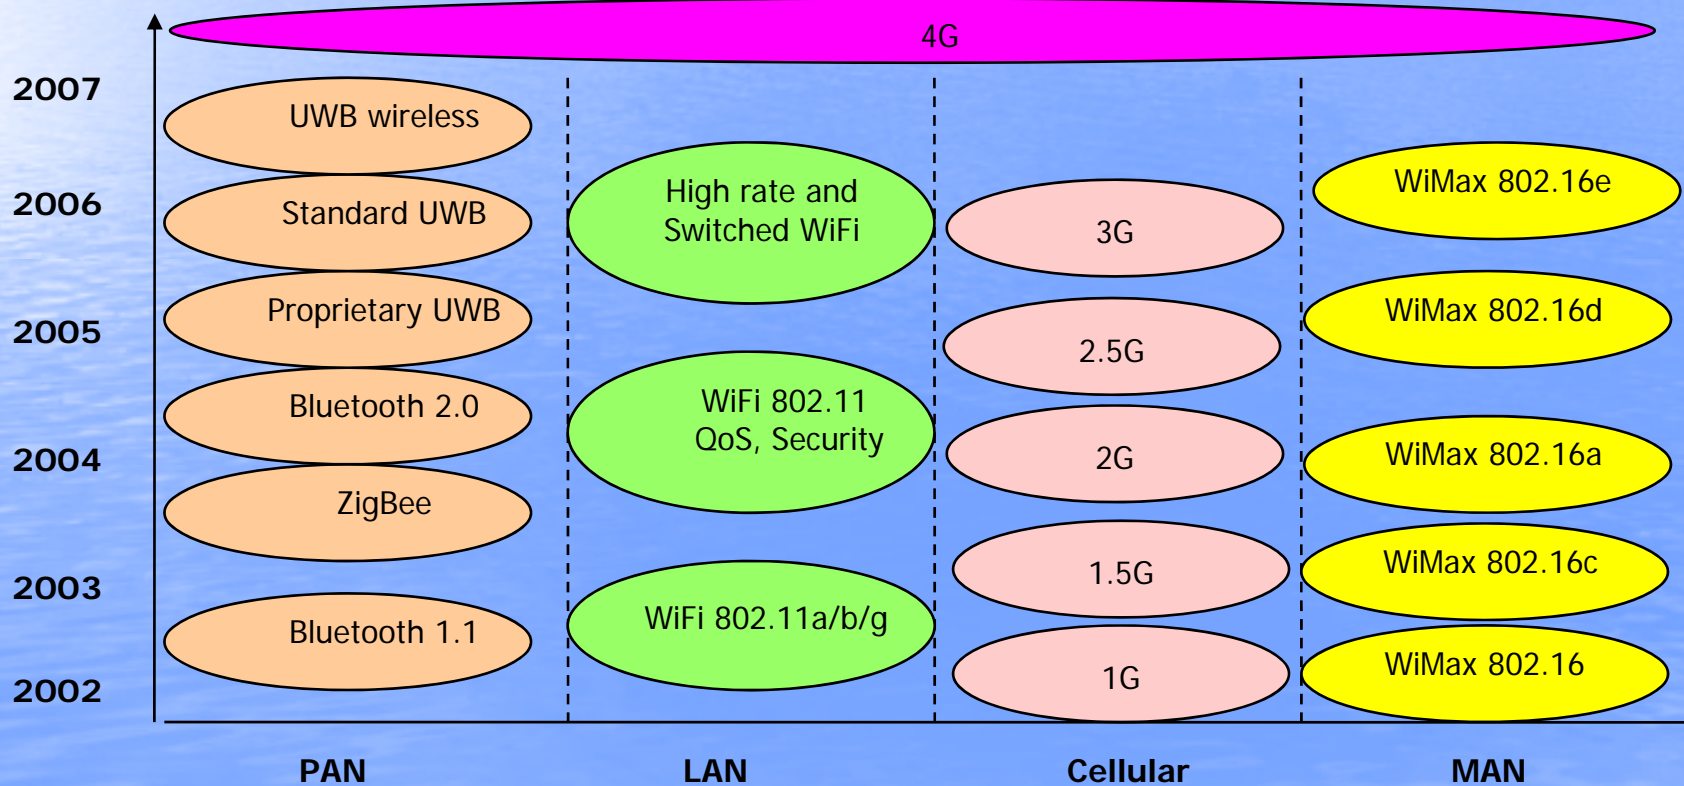 4G
2007
UWB wireless
High rate and
Switched WiFi
WiMax 802.16e
2006
Standard UWB
3G
Proprietary UWB
WiMax 802.16d
2005
2.5G
Bluetooth 2.0
WiFi 802.11
QoS, Security
2004
2G
WiMax 802.16a
ZigBee
2003
1.5G
WiMax 802.16c
Bluetooth 1.1
WiFi 802.11a/b/g
2002
1G
WiMax 802.16
PAN
LAN
Cellular
MAN